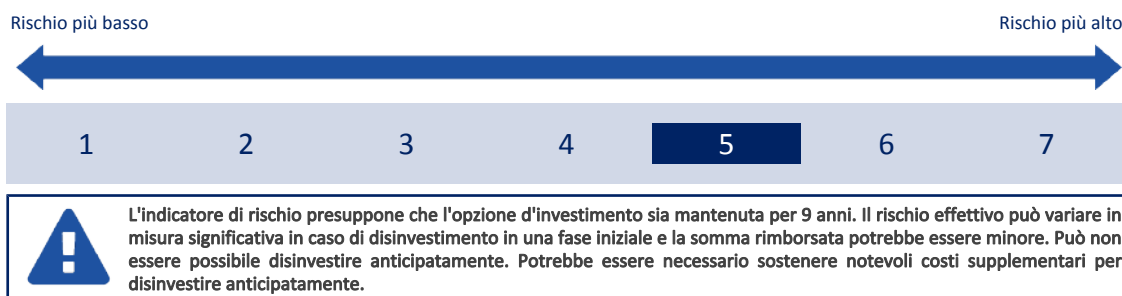 Rischio più basso Rischio più alto
1 2 3 4 5 6 7
L'indicatore di rischio presuppone che l'opzione d'investimento sia mantenuta per 9 anni. Il rischio effettivo può variare in
misura significativa in caso di disinvestimento in una fase iniziale e la somma rimborsata potrebbe essere minore. Può non
essere possibile disinvestire anticipatamente. Potrebbe essere necessario sostenere notevoli costi supplementari per
disinvestire anticipatamente.